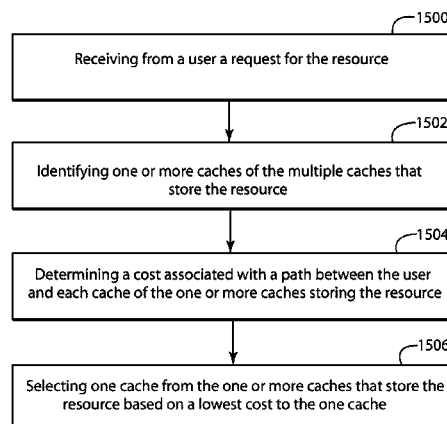 1500
Receiving from a user a request for the resource
1502
Identifying one or more caches of the multiple caches that
store the resource
1504
Determining a cost associated with a path between the user
and each cache of the one or more caches storing the resource
1506
Selecting one cache from the one or more caches that store the
resource based on a lowest cost to the one cache